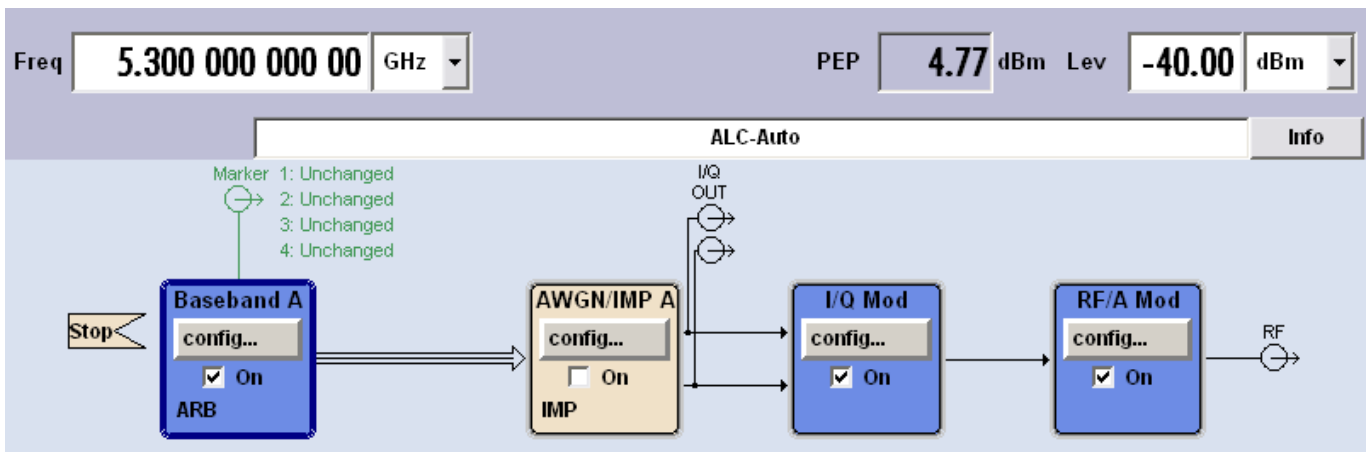 Freq 5.300 000 000 00 GHz PEP 4.77 dBm Lev -40.00 dBm
ALC-Auto Info
Marker 1: Unchanged
2: Unchanged
3: Unchanged
4: Unchanged
I/Q
OUT
Stop
Baseband A
config...
On
ARB
AWGN/IMP A
config...
On
IMP
I/Q Mod
config...
On
RF/A Mod
config...
On
RF